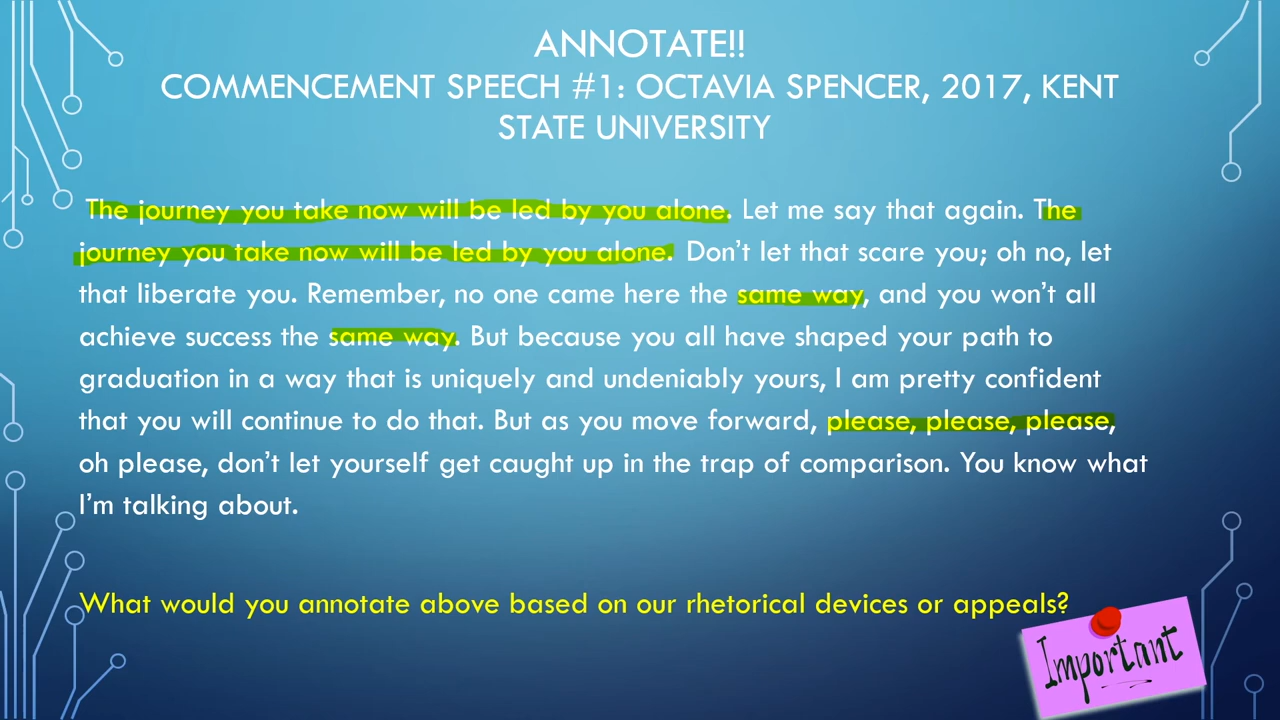 ANNOTATE!!
COMMENCEMENT SPEECH #1: OCTAVIA SPENCER, 2017, KENT
STATE UNIVERSITY
The journey you take now will be led by you alone. Let me say that again. The
journey you take now will be led by you alone. Don't let that scare you; oh no, let
that liberate you. Remember, no one came here the same way, and you won't all
achieve success the same way. But because you all have shaped your path to
graduation in a way that is uniquely and undeniably yours, I am pretty confident
that you will continue to do that. But as you move forward, please, please, please,
oh please, don't let yourself get caught up in the trap of comparison. You know what
I'm talking about.
What would you annotate above based on our rhetorical devices or appeals?
Important